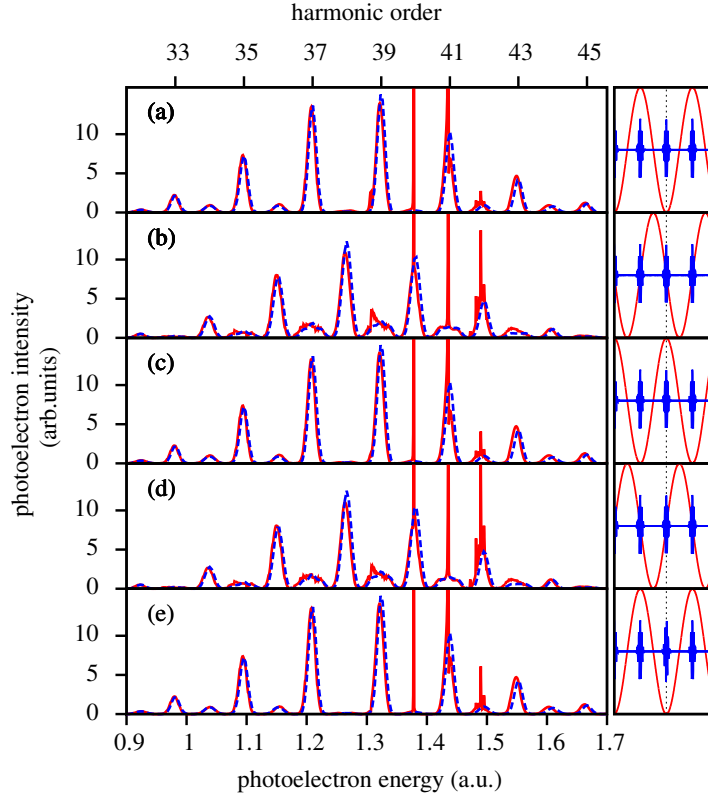 harmonic order
33 35 37 39 41 43 45
photoelectron intensity
(arb.units)
(a)
10
5
0
(b)
10
5
0
(c)
10
5
0
(d)
10
5
0
(e)
10
5
0
0.9 1 1.1 1.2 1.3 1.4 1.5 1.6 1.7
photoelectron energy (a.u.)